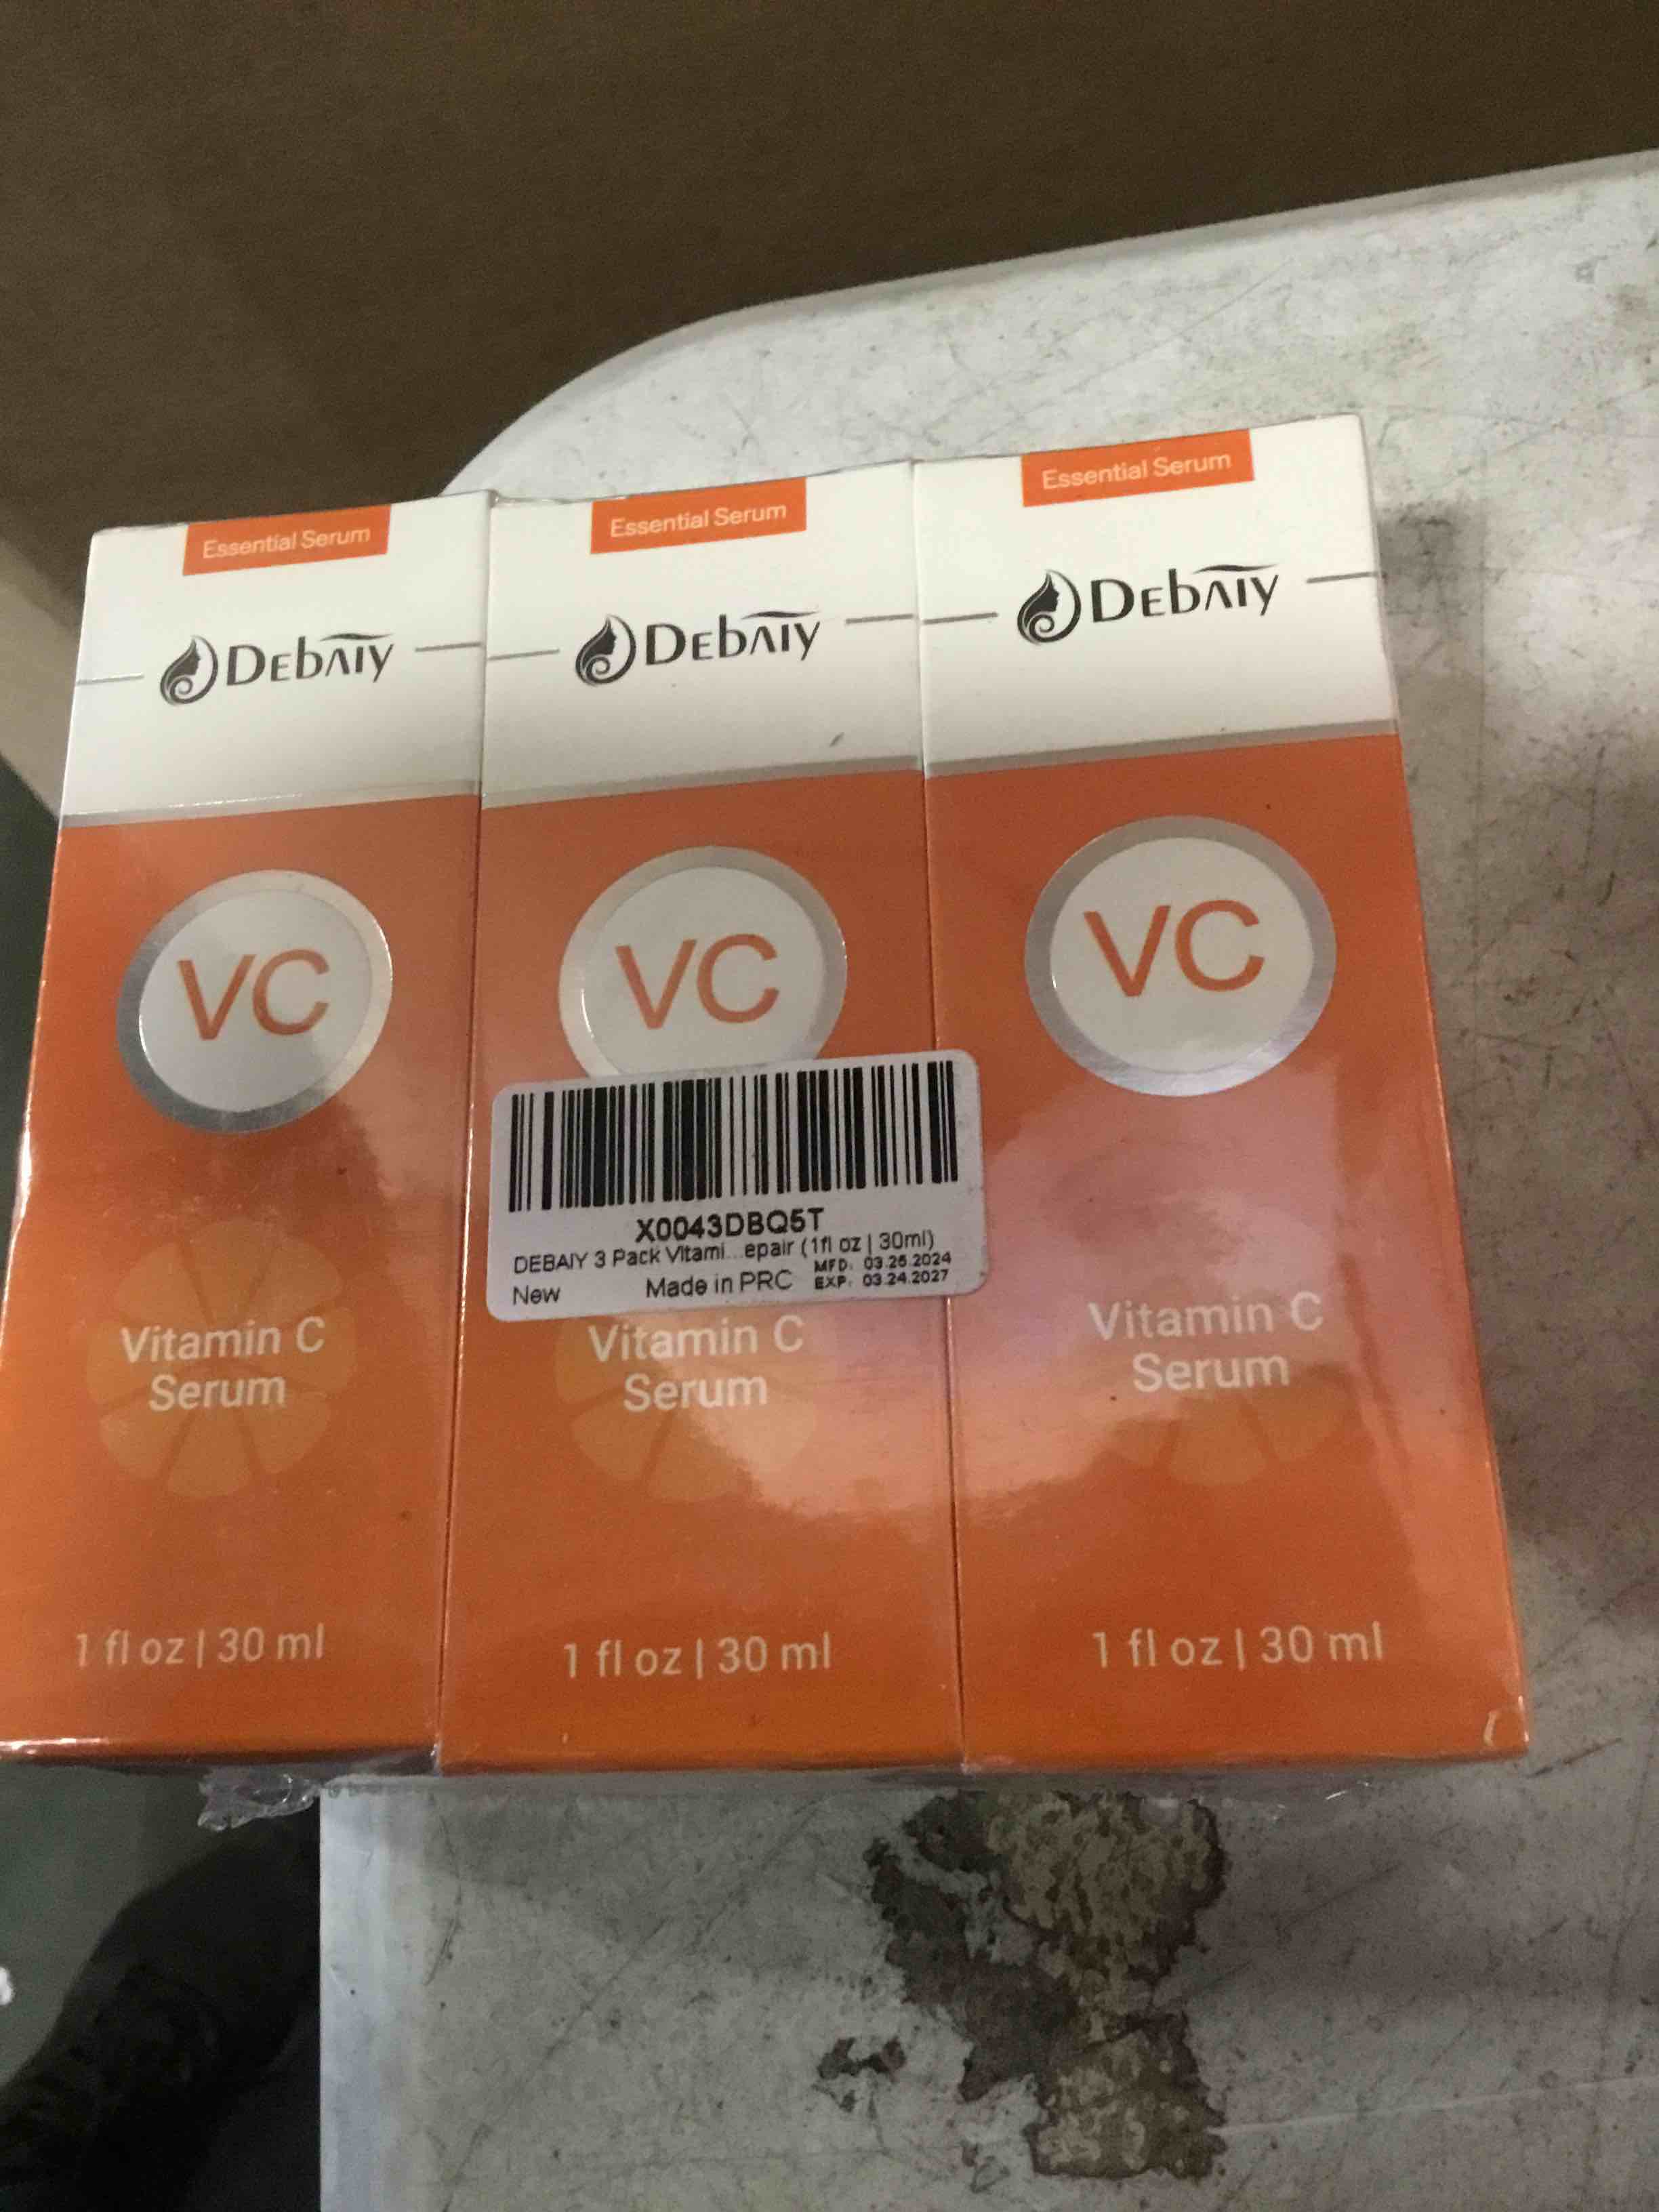 Essential Serum
DEBAIY
VC
Vitamin C
Serum
1 fl oz | 30 ml
Essential Serum
DEBAIY
VC
X0043DBQ5T
DEBAIY 3 Pack Vitami...epair (1fl oz | 30ml)
New Made in PRC MFD: 03.25.2024
EXP: 03.24.2027
Vitamin C
Serum
1 fl oz | 30 ml
Essential Serum
DEBAIY
VC
Vitamin C
Serum
1 fl oz | 30 ml